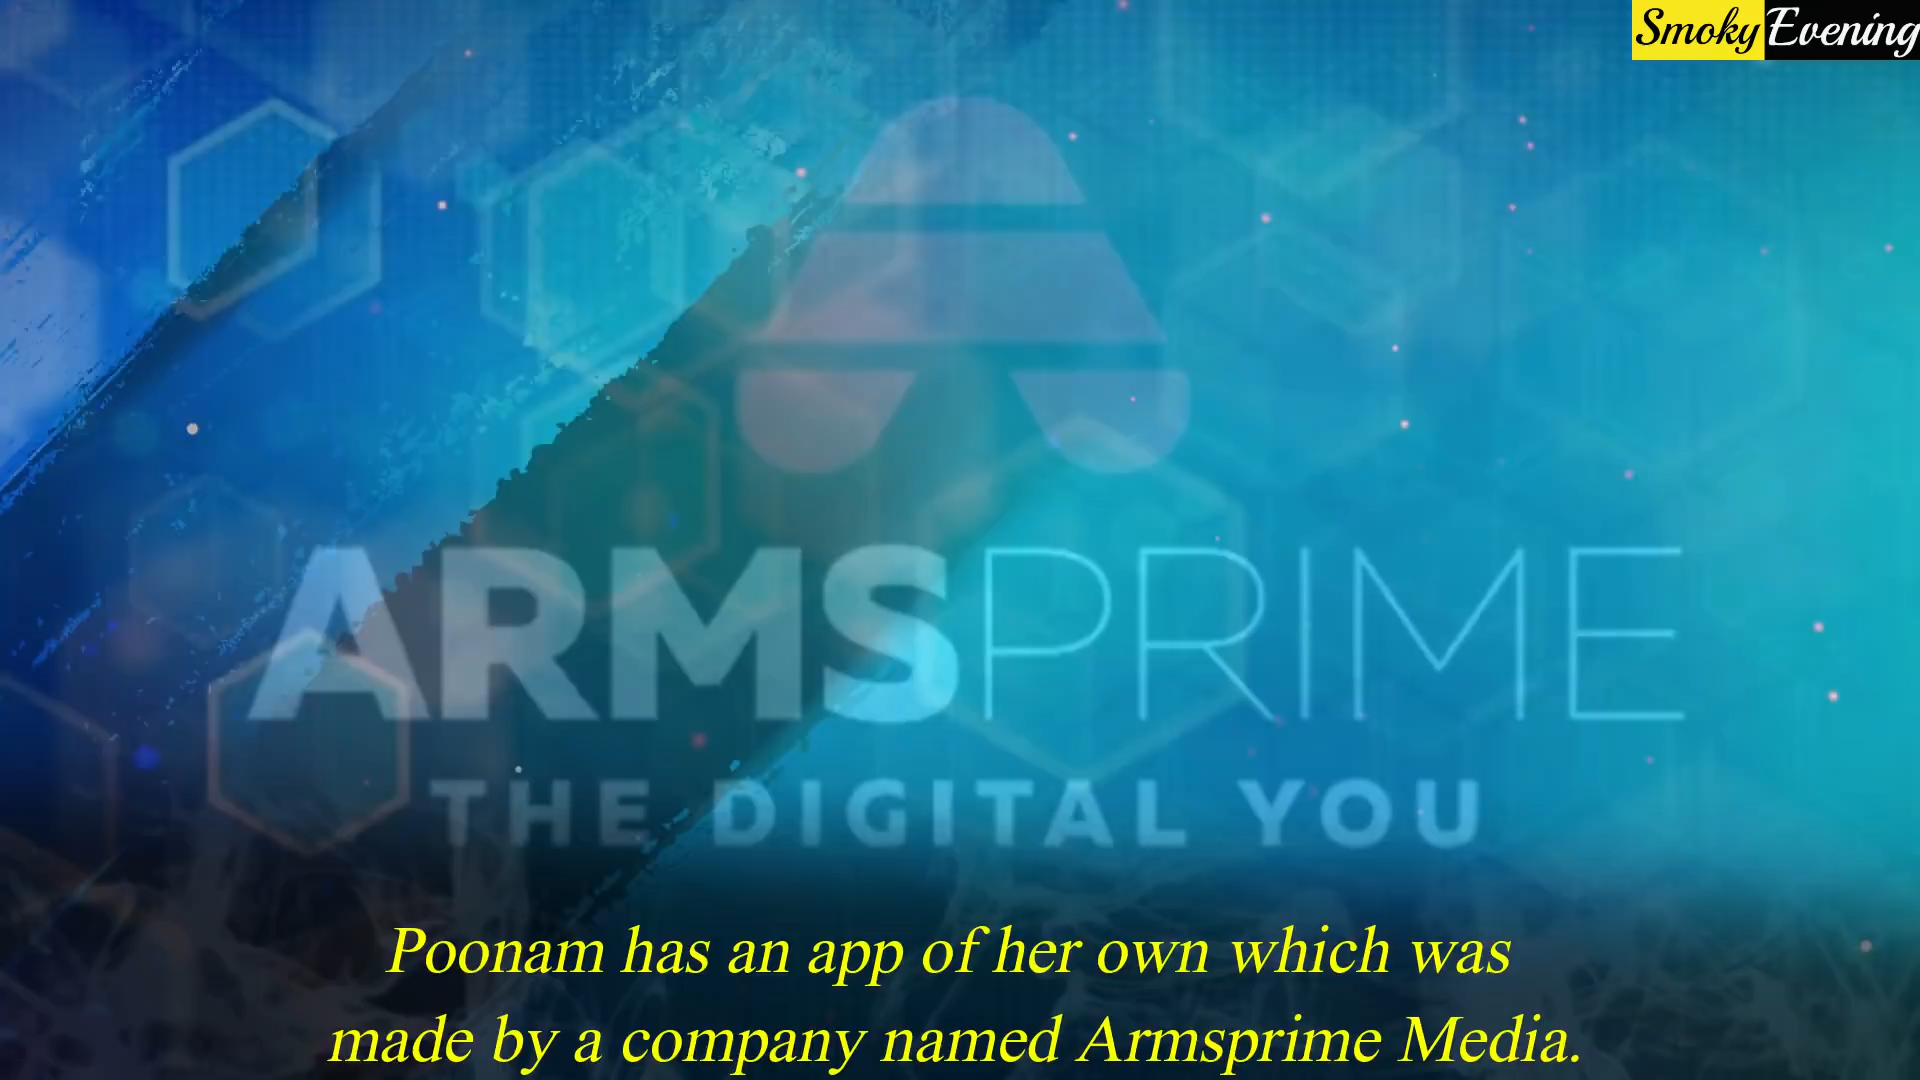 Smoky Evening
ARMSPRIME
THE DIGITAL YOU
Poonam has an app of her own which was
made by a company named Armsprime Media.